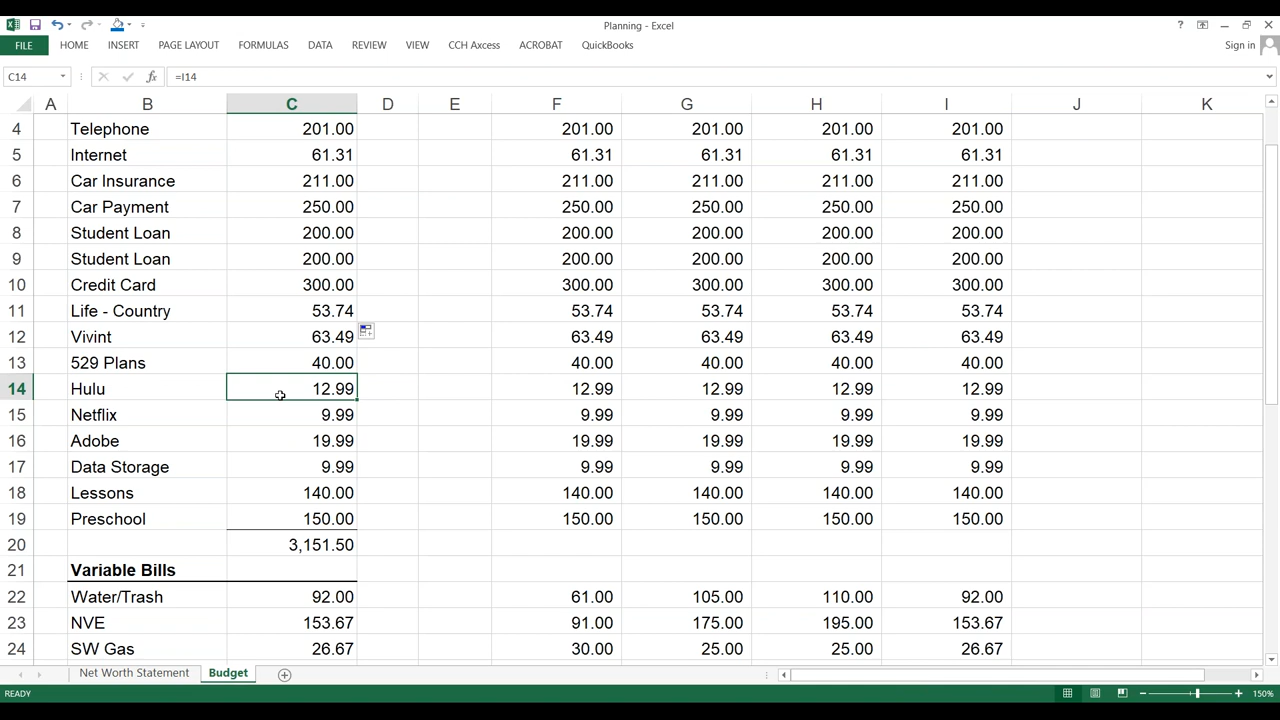 Planning - Excel
?
FILE HOME INSERT PAGE LAYOUT FORMULAS DATA REVIEW VIEW CCH Axcess ACROBAT QuickBooks Sign in
C14 fx =I14
A B C D E F G H I J K
4 Telephone 201.00 201.00 201.00 201.00 201.00
5 Internet 61.31 61.31 61.31 61.31 61.31
6 Car Insurance 211.00 211.00 211.00 211.00 211.00
7 Car Payment 250.00 250.00 250.00 250.00 250.00
8 Student Loan 200.00 200.00 200.00 200.00 200.00
9 Student Loan 200.00 200.00 200.00 200.00 200.00
10 Credit Card 300.00 300.00 300.00 300.00 300.00
11 Life - Country 53.74 53.74 53.74 53.74 53.74
12 Vivint 63.49 63.49 63.49 63.49 63.49
13 529 Plans 40.00 40.00 40.00 40.00 40.00
14 Hulu 12.99 12.99 12.99 12.99 12.99
15 Netflix 9.99 9.99 9.99 9.99 9.99
16 Adobe 19.99 19.99 19.99 19.99 19.99
17 Data Storage 9.99 9.99 9.99 9.99 9.99
18 Lessons 140.00 140.00 140.00 140.00 140.00
19 Preschool 150.00 150.00 150.00 150.00 150.00
20 3,151.50
21 Variable Bills
22 Water/Trash 92.00 61.00 105.00 110.00 92.00
23 NVE 153.67 91.00 175.00 195.00 153.67
24 SW Gas 26.67 30.00 25.00 25.00 26.67
Net Worth Statement Budget
READY 150%